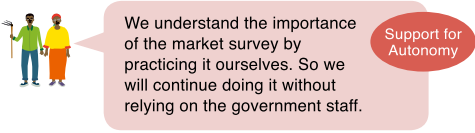 We understand the importance
of the market survey by
practicing it ourselves. So we
will continue doing it without
relying on the government staff.
Support for
Autonomy